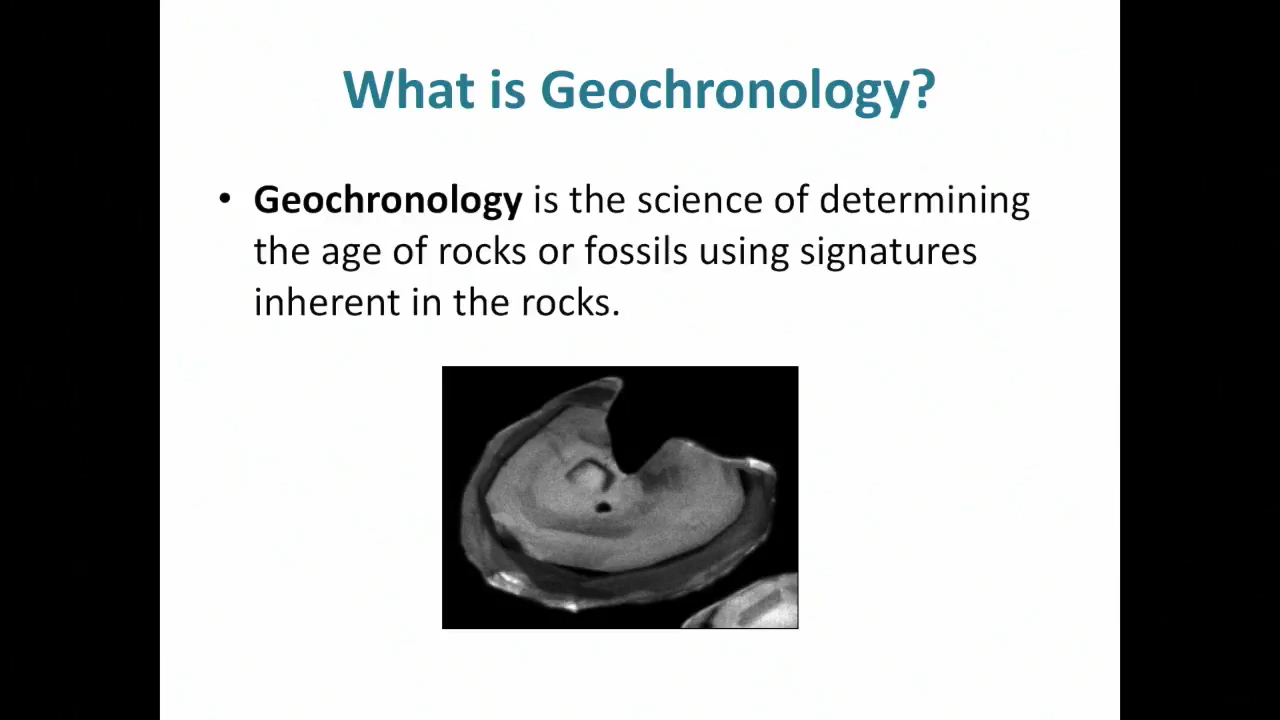 What is Geochronology?
• Geochronology is the science of determining
the age of rocks or fossils using signatures
inherent in the rocks.